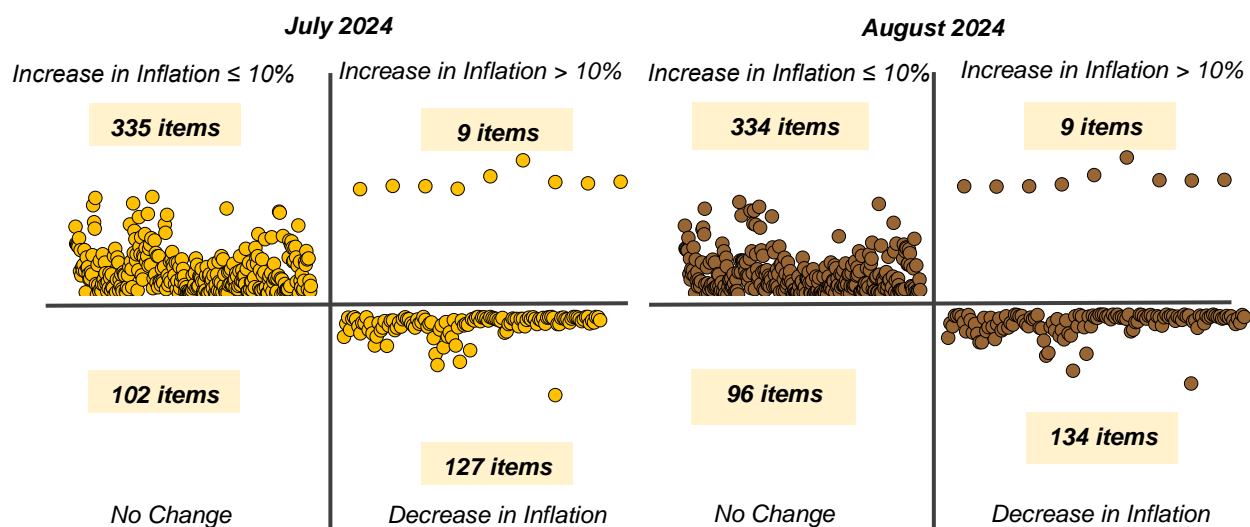 July 2024
Increase in Inflation ≤ 10%
Increase in Inflation > 10%
335 items
9 items
102 items
127 items
No Change
Decrease in Inflation
August 2024
Increase in Inflation ≤ 10%
Increase in Inflation > 10%
334 items
9 items
96 items
134 items
No Change
Decrease in Inflation